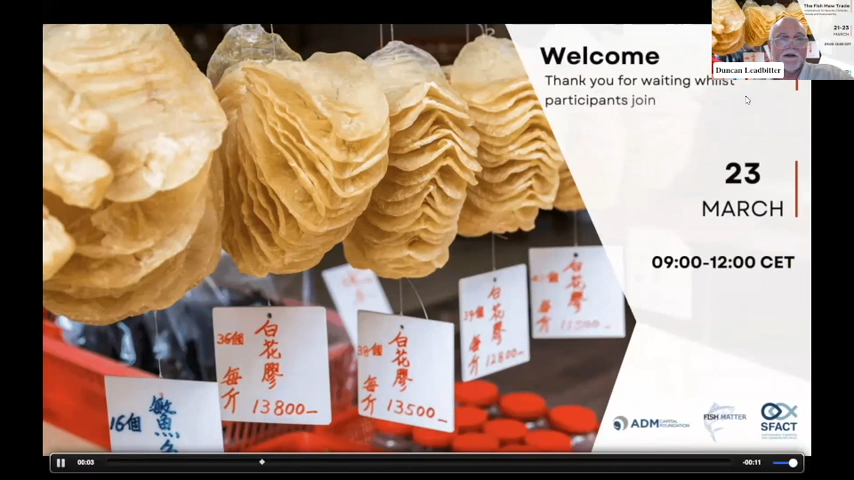 Welcome
Thank you for waiting whilst
participants join
23
MARCH
09:00-12:00 CET
The Fish Maw Trade
21-23
MARCH
Duncan Leadbitter
36個
白花膠
每斤
13800-
38個
白花膠
每斤
13500-
39個
白花膠
每斤
12800-
白花膠
每斤
16個
ADM CAPITAL
FOUNDATION
FISH MATTER
SFACT
00:03
-00:11